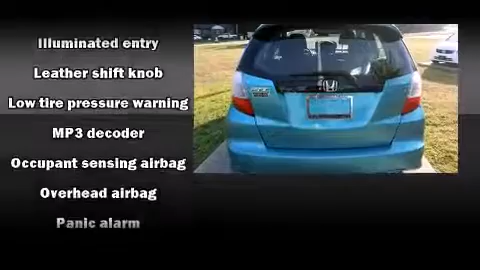 Illuminated entry
Leather shift knob
Low tire pressure warning
MP3 decoder
Occupant sensing airbag
Overhead airbag
Panic alarm